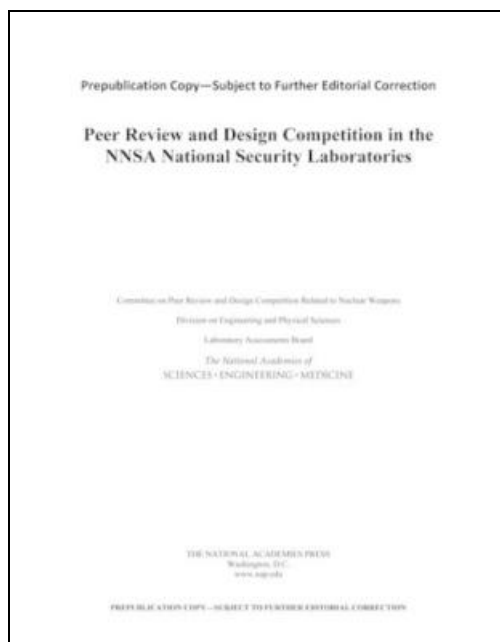 Prepublication Copy—Subject to Further Editorial Correction
Peer Review and Design Competition in the
NNSA National Security Laboratories
Committee on Peer Review and Design Competition Related to Nuclear Weapons
Division on Engineering and Physical Sciences
Laboratory Assessments Board
The National Academies of
SCIENCES • ENGINEERING • MEDICINE
THE NATIONAL ACADEMIES PRESS
Washington, D.C.
www.nap.edu
PREPUBLICATION COPY—SUBJECT TO FURTHER EDITORIAL CORRECTION